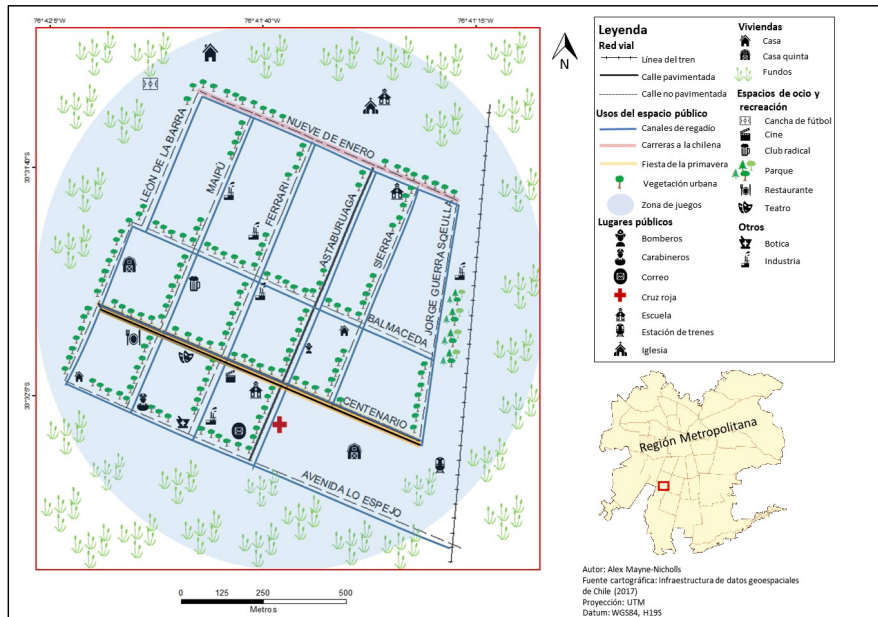 76°42'5"S
76°41'40"S
76°41'15"S
33°31'40"S
33°32'0"S
LEÓN DE LA BARRA
MAIPÚ
FERRARI
NUEVE DE ENERO
ASTABURUAGA
SIERRA
JORGE GUERRA SQEULLA
BALMACEDA
CENTENARIO
AVENIDA LO ESPEJO
0 125 250 500
Metros
N
Leyenda
Red vial
Línea del tren
Calle pavimentada
Calle no pavimentada
Usos del espacio público
Canales de regadío
Carreras a la chilena
Fiesta de la primavera
Vegetación urbana
Zona de juegos
Lugares públicos
Bomberos
Carabineros
Correo
Cruz roja
Escuela
Estación de trenes
Iglesia
Viviendas
Casa
Casa quinta
Fundos
Espacios de ocio y
recreación
Cancha de fútbol
Cine
Club radical
Parque
Restaurante
Teatro
Otros
Botica
Industria
Región Metropolitana
Autor: Alex Mayne-Nicholls
Fuente cartográfica: Infraestructura de datos geoespaciales
de Chile (2017)
Proyección: UTM
Datum: WGS84, H19S